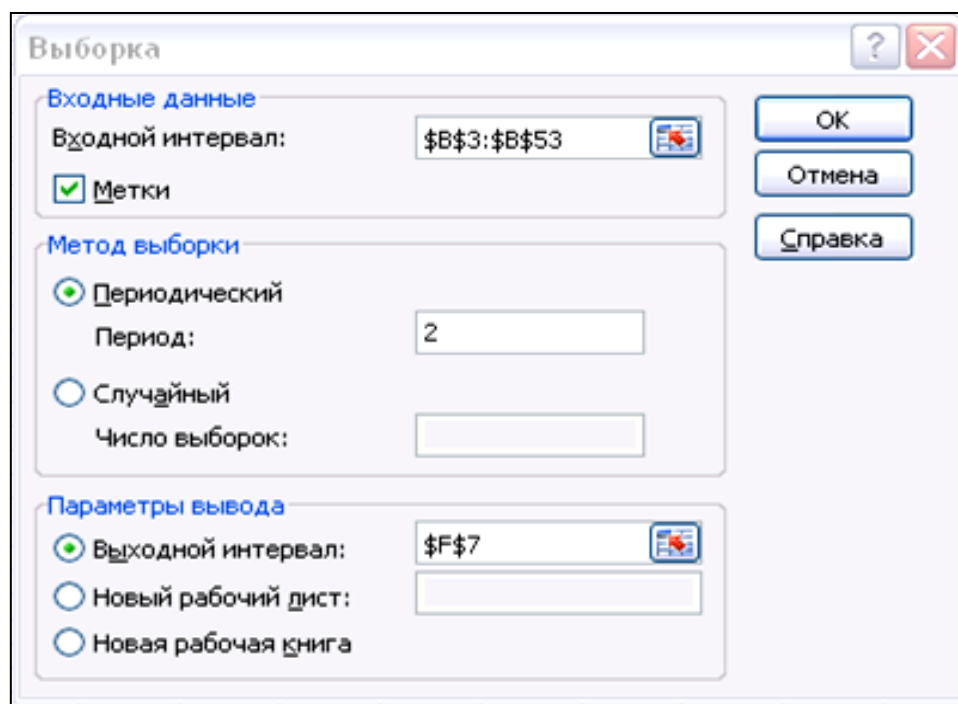 Выборка
Входные данные
Входной интервал: $B$3:$B$53
Метки
Метод выборки
Периодический
Период: 2
Случайный
Число выборок:
Параметры вывода
Выходной интервал: $F$7
Новый рабочий лист:
Новая рабочая книга
?
OK
Отмена
Справка